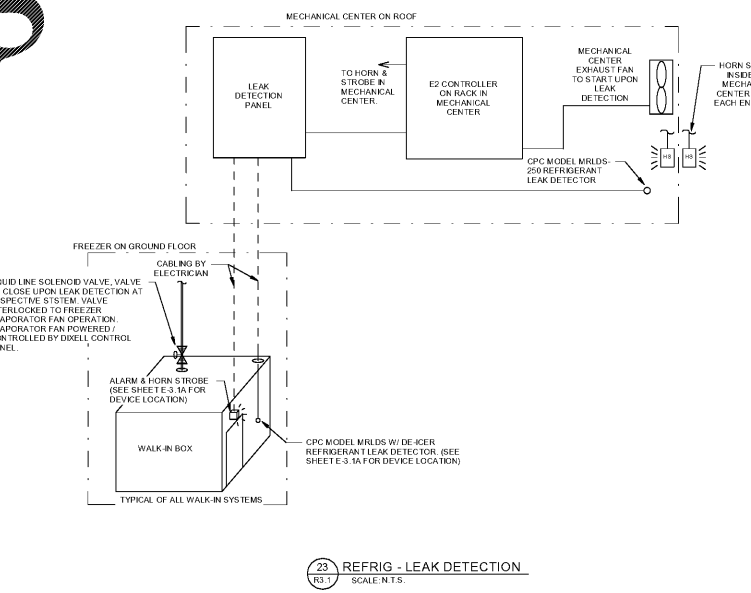 MECHANICAL CENTER ON ROOF
LEAK
DETECTION
PANEL
TO HORN &
STROBE IN
MECHANICAL
CENTER.
E2 CONTROLLER
ON RACK IN
MECHANICAL
CENTER
MECHANICAL
CENTER
EXHAUST FAN
TO START UPON
LEAK
DETECTION
HORN S
INSIDE
MECHA
CENTER
EACH EN
HS
HS
CPC MODEL MRLDS-
250 REFRIGERANT
LEAK DETECTOR
FREEZER ON GROUND FLOOR
CABLING BY
ELECTRICIAN
QUID LINE SOLENOID VALVE, VALVE
CLOSE UPON LEAK DETECTION AT
SPECTIVE STSTEM. VALVE
TERLOCKED TO FREEZER
APORATOR FAN OPERATION.
APORATOR FAN POWERED /
ONTROLLED BY DIXELL CONTROL
NEL.
ALARM & HORN STROBE
(SEE SHEET E-3.1A FOR
DEVICE LOCATION)
WALK-IN BOX
CPC MODEL MRLDS W/ DE-ICER
REFRIGERANT LEAK DETECTOR. (SEE
SHEET E-3.1A FOR DEVICE LOCATION)
TYPICAL OF ALL WALK-IN SYSTEMS
23
R3.1
REFRIG - LEAK DETECTION
SCALE: N.T.S.